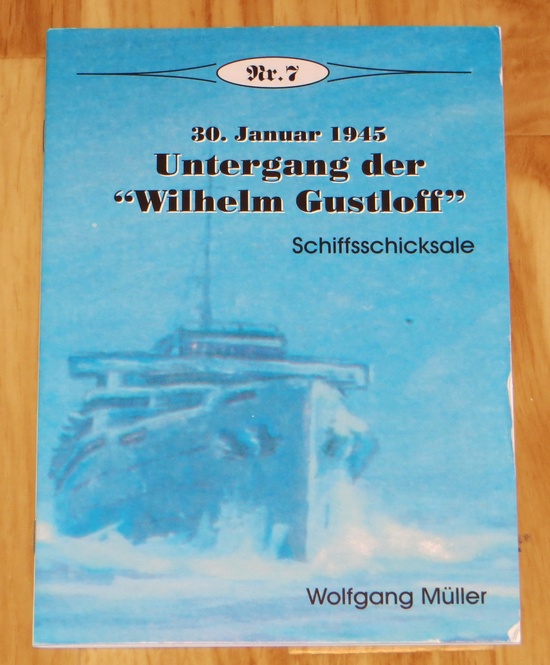 Nr.7
30. Januar 1945
Untergang der
“Wilhelm Gustloff”
Schiffsschicksale
Wolfgang Müller